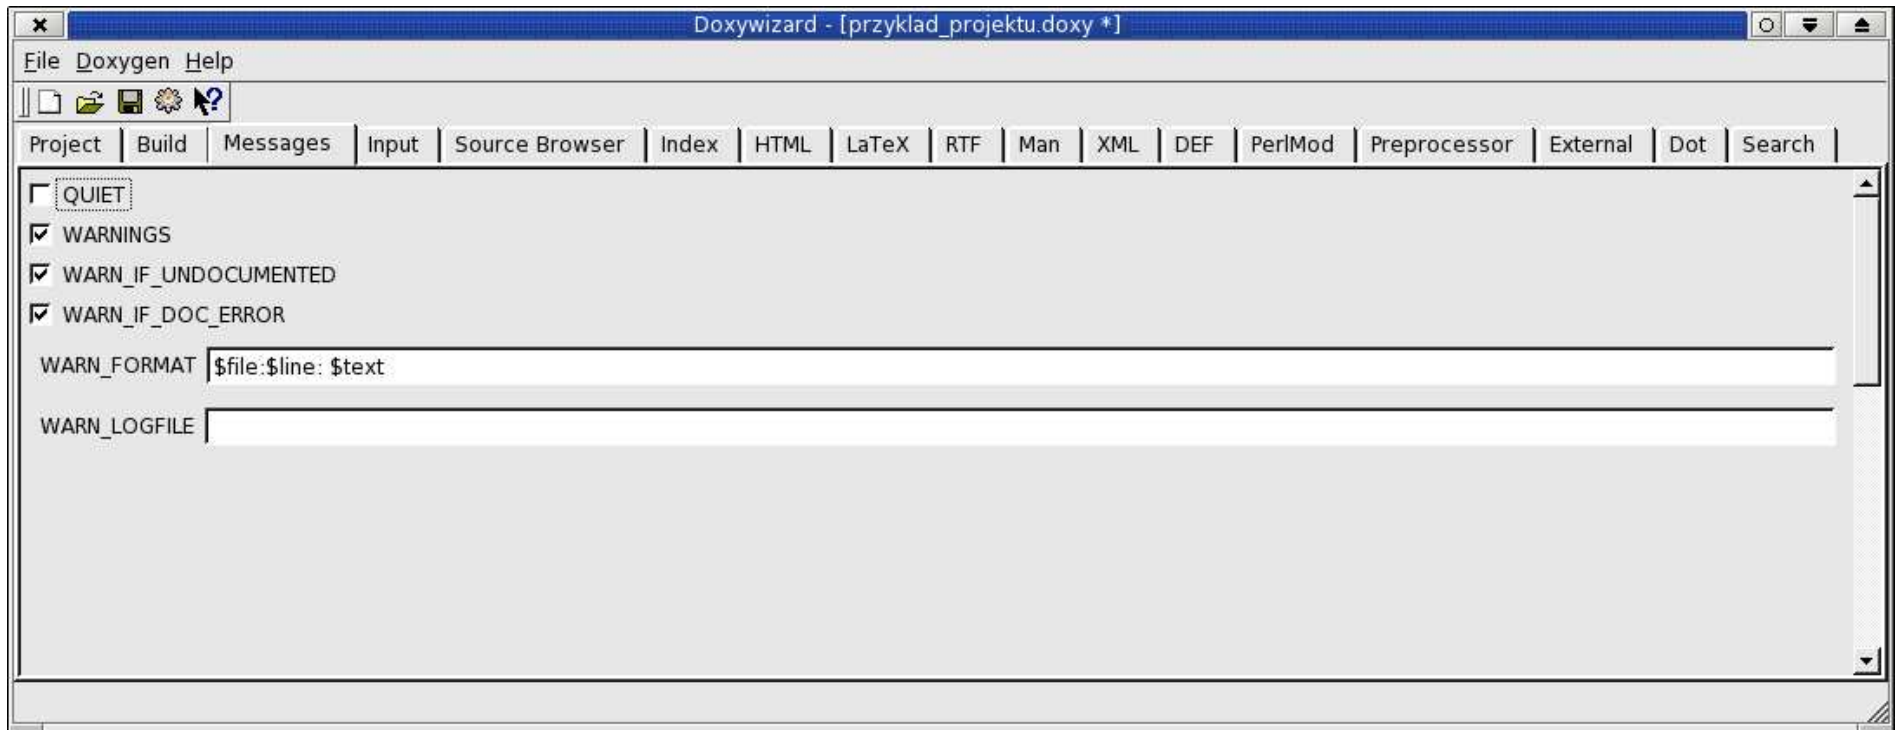 Doxywizard - [przyklad_projektu.doxy *]
File Doxygen Help
Project Build Messages Input Source Browser Index HTML LaTeX RTF Man XML DEF PerlMod Preprocessor External Dot Search
QUIET
WARNINGS
WARN_IF_UNDOCUMENTED
WARN_IF_DOC_ERROR
WARN_FORMAT $file:$line: $text
WARN_LOGFILE